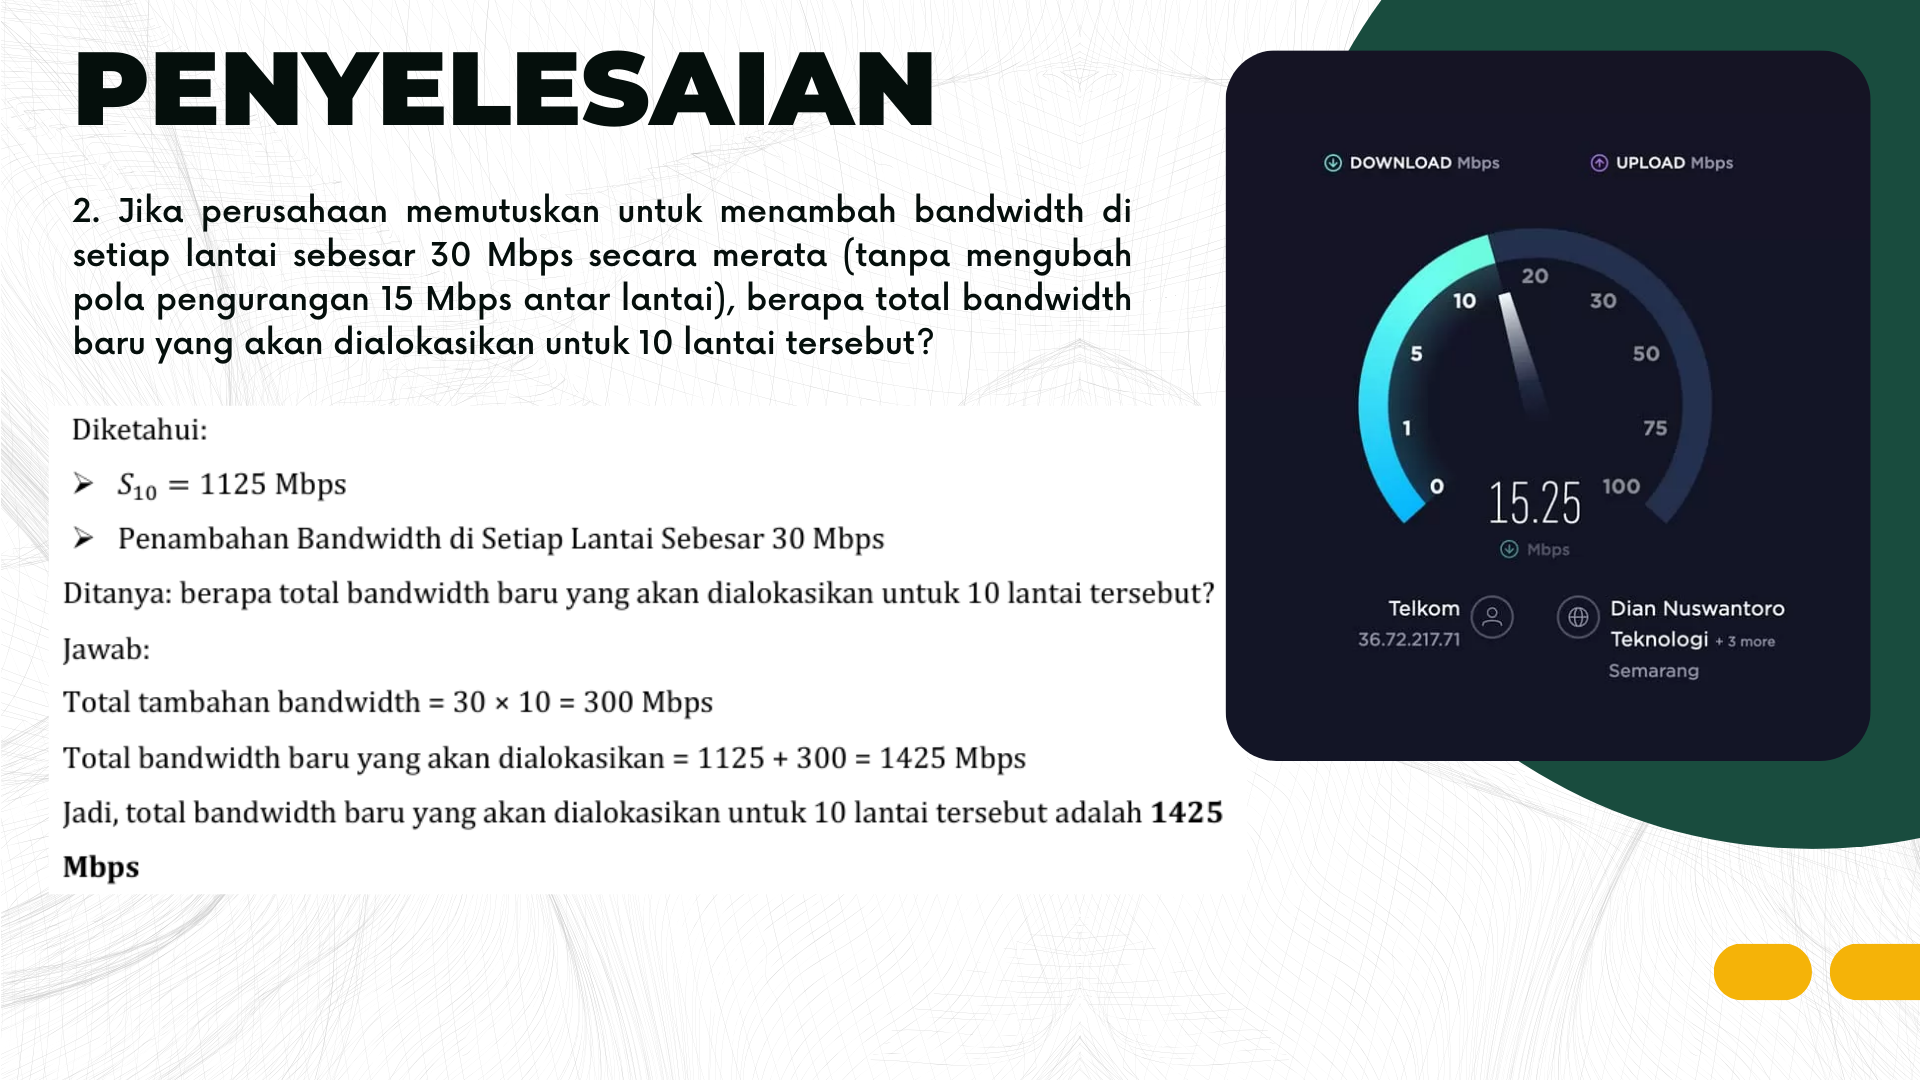 PENYELESAIAN
2. Jika perusahaan memutuskan untuk menambah bandwidth di
setiap lantai sebesar 30 Mbps secara merata (tanpa mengubah
pola pengurangan 15 Mbps antar lantai), berapa total bandwidth
baru yang akan dialokasikan untuk 10 lantai tersebut?
Diketahui:
➢ S₁₀ = 1125 Mbps
➢ Penambahan Bandwidth di Setiap Lantai Sebesar 30 Mbps
Ditanya: berapa total bandwidth baru yang akan dialokasikan untuk 10 lantai tersebut?
Jawab:
Total tambahan bandwidth = 30 × 10 = 300 Mbps
Total bandwidth baru yang akan dialokasikan = 1125 + 300 = 1425 Mbps
Jadi, total bandwidth baru yang akan dialokasikan untuk 10 lantai tersebut adalah 1425
Mbps
DOWNLOAD Mbps
UPLOAD Mbps
0
1
5
10
20
30
50
75
100
15.25
Mbps
Telkom
36.72.217.71
Dian Nuswantoro
Teknologi + 3 more
Semarang